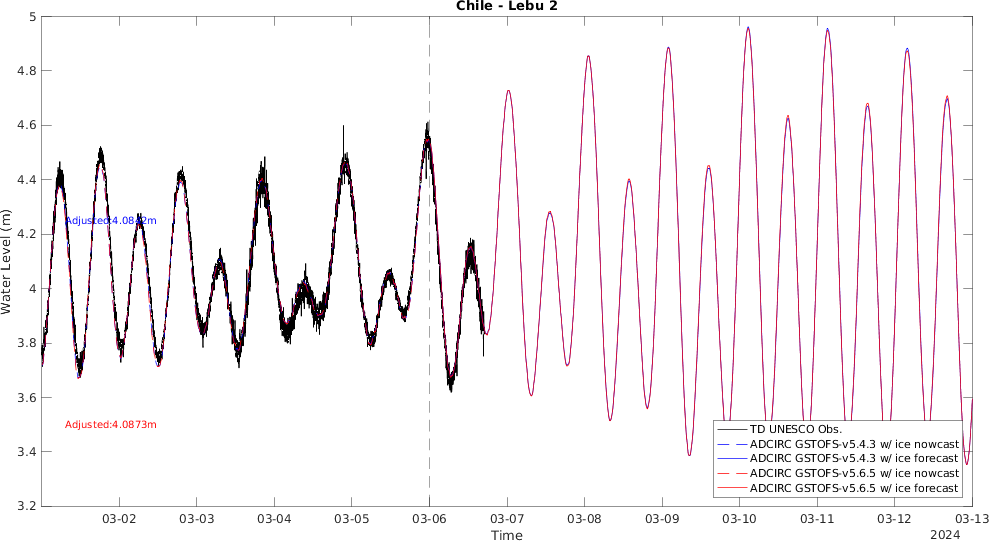 Chile - Lebu 2
Water Level (m)
5
4.8
4.6
4.4
4.2
4
3.8
3.6
3.4
3.2
Adjusted:4.0842m
Adjusted:4.0873m
TD UNESCO Obs.
ADCIRC GSTOFS-v5.4.3 w/ ice nowcast
ADCIRC GSTOFS-v5.4.3 w/ ice forecast
ADCIRC GSTOFS-v5.6.5 w/ ice nowcast
ADCIRC GSTOFS-v5.6.5 w/ ice forecast
03-02 03-03 03-04 03-05 03-06 03-07 03-08 03-09 03-10 03-11 03-12 03-13
Time
2024